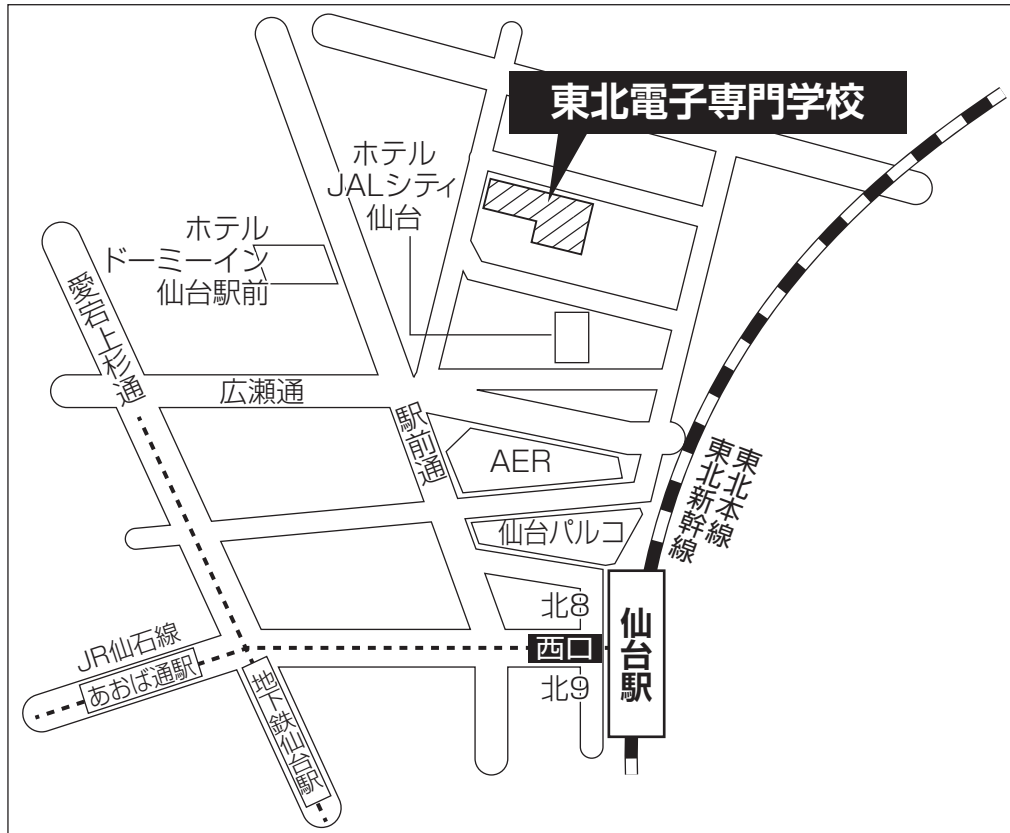 東北電子専門学校
ホテル
JALシティ
仙台
ホテル
ドーミーイン
仙台駅前
愛宕上杉通
広瀬通
駅前通
AER
仙台パルコ
東北本線
東北新幹線
北8
西口
仙台駅
北9
JR仙石線
あおば通駅
地下鉄仙台駅